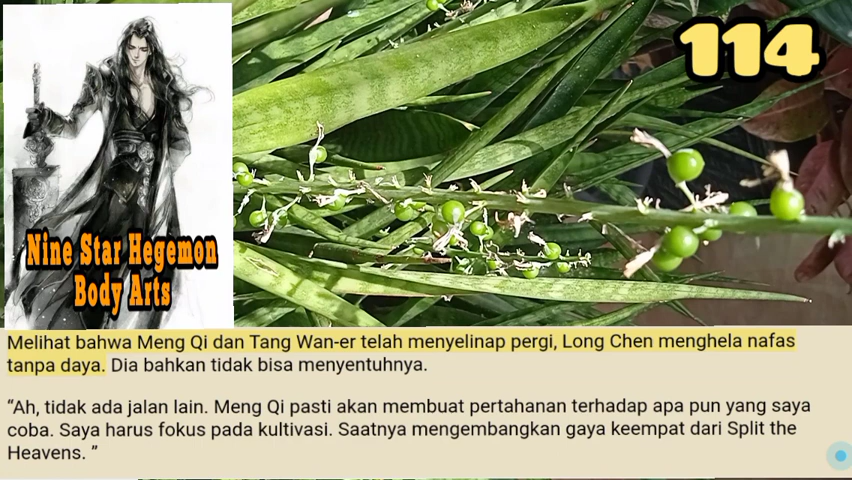 114
Nine Star Hegemon
Body Arts
Melihat bahwa Meng Qi dan Tang Wan-er telah menyelinap pergi, Long Chen menghela nafas
tanpa daya. Dia bahkan tidak bisa menyentuhnya.
“Ah, tidak ada jalan lain. Meng Qi pasti akan membuat pertahanan terhadap apa pun yang saya
coba. Saya harus fokus pada kultivasi. Saatnya mengembangkan gaya keempat dari Split the
Heavens. ”